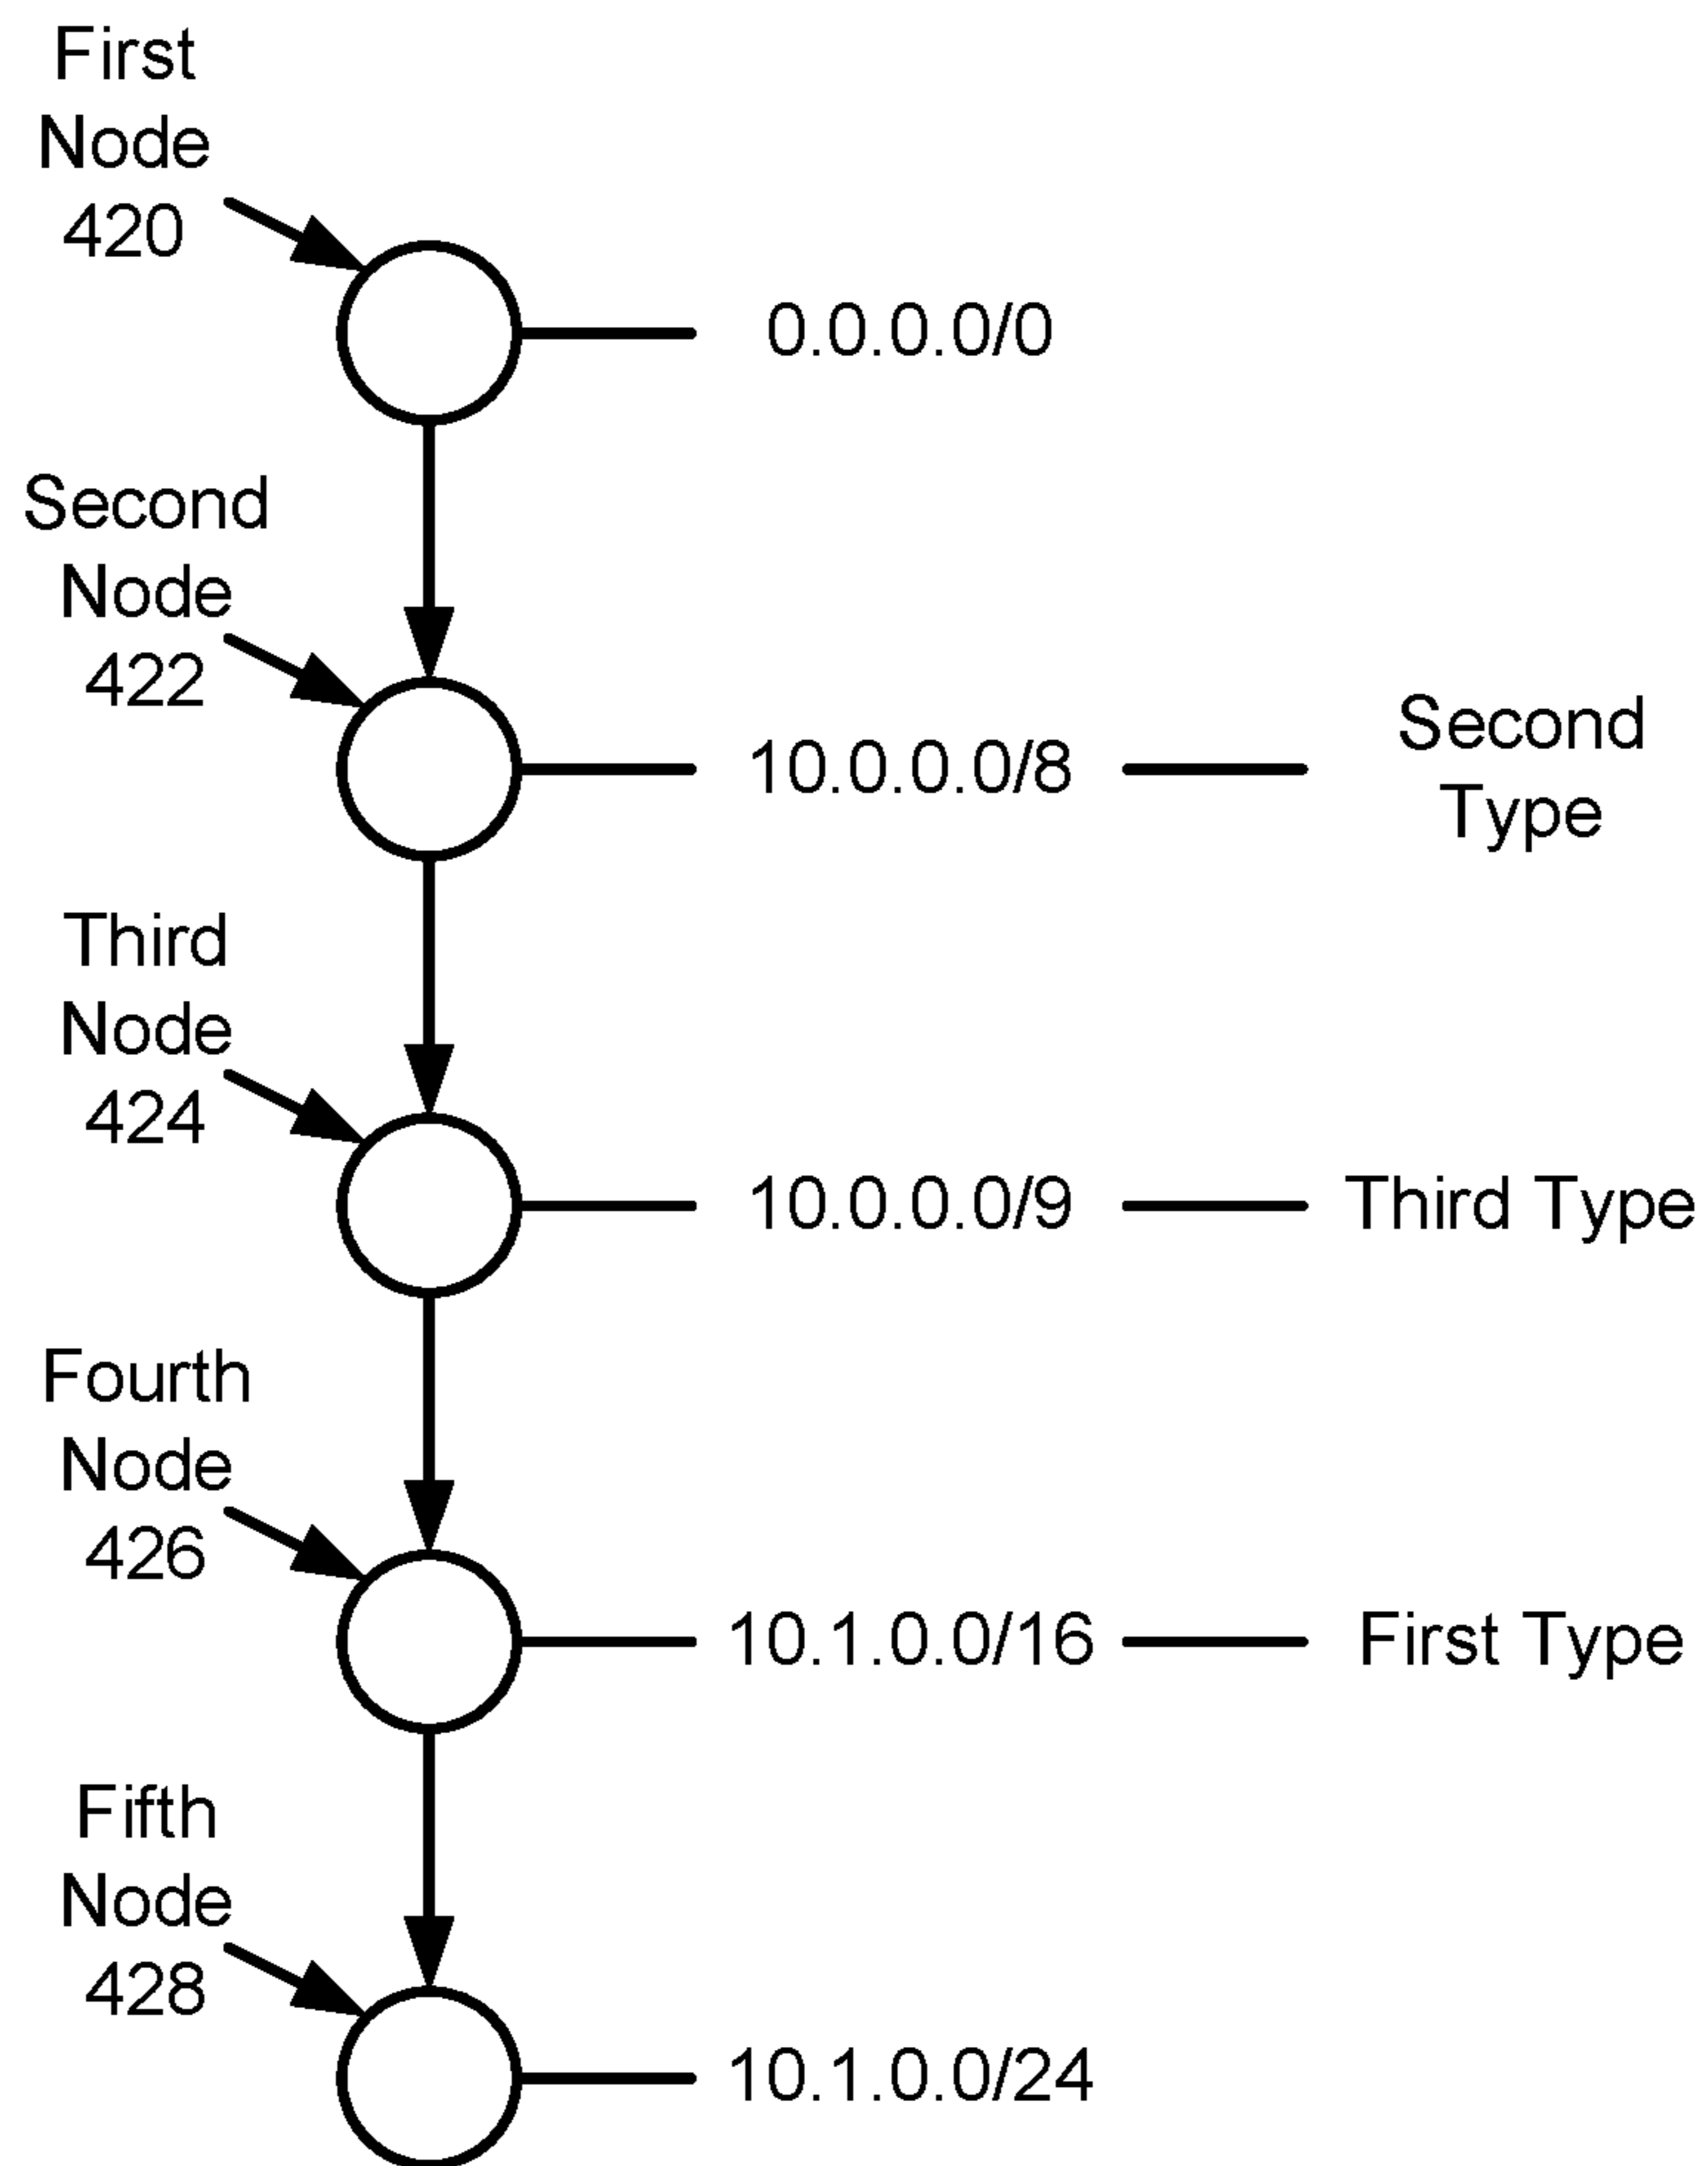 First
Node
420
0.0.0.0/0
Second
Node
422
10.0.0.0/8
Second
Type
Third
Node
424
10.0.0.0/9
Third Type
Fourth
Node
426
10.1.0.0/16
First Type
Fifth
Node
428
10.1.0.0/24